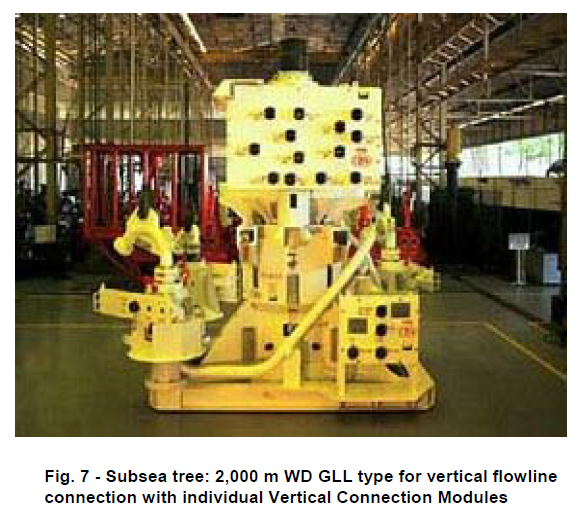 Fig. 7 - Subsea tree: 2,000 m WD GLL type for vertical flowline
connection with individual Vertical Connection Modules